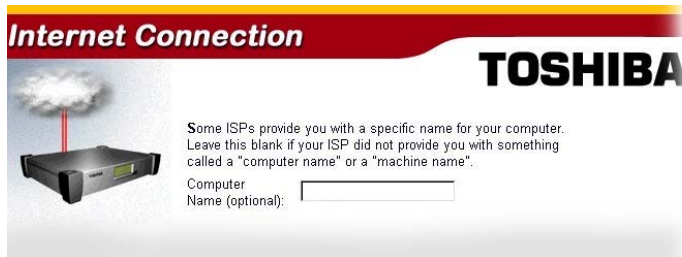 Internet Connection
TOSHIBA
Some ISPs provide you with a specific name for your computer.
Leave this blank if your ISP did not provide you with something
called a "computer name" or a "machine name".
Computer
Name (optional):